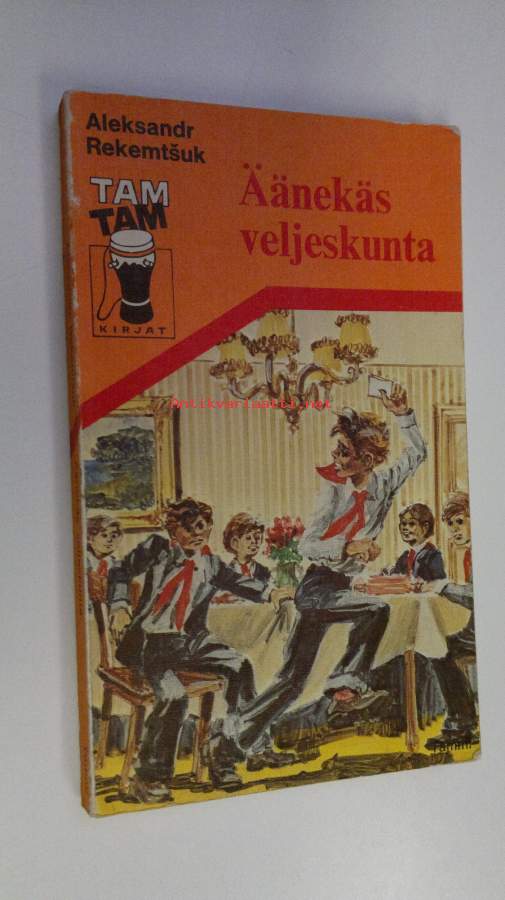 Aleksandr
Rekemtšuk
TAM
TAM
KIRJAT
Äänekäs
veljeskunta
Antikvariaatti.net
Tammi